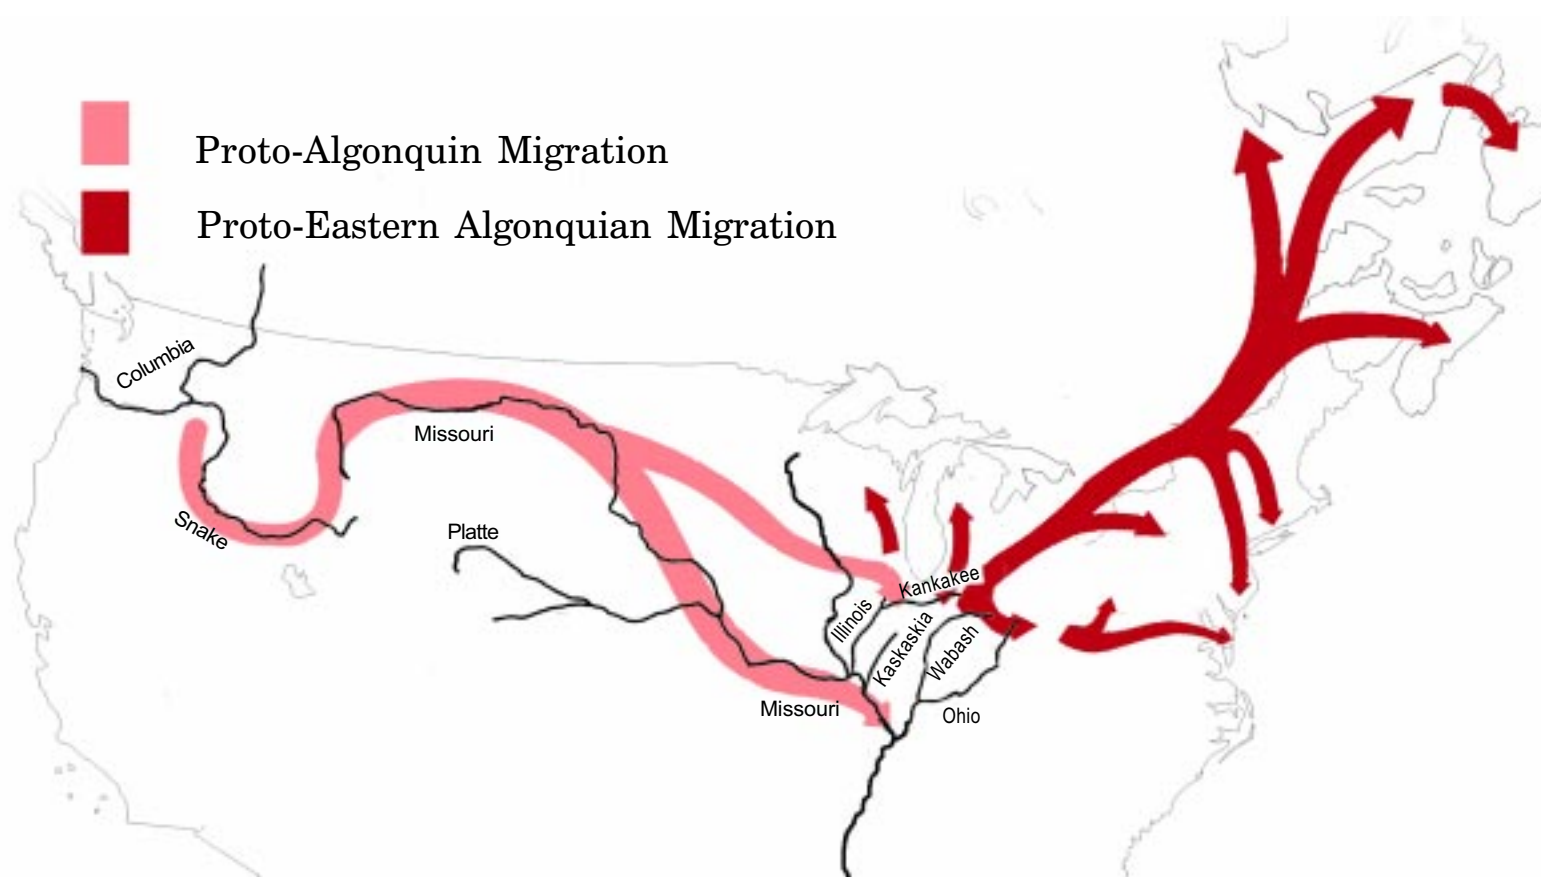 Proto-Algonquin Migration
Proto-Eastern Algonquian Migration
Columbia
Missouri
Snake
Platte
Kankakee
Illinois
Kaskaskia
Wabash
Missouri
Ohio